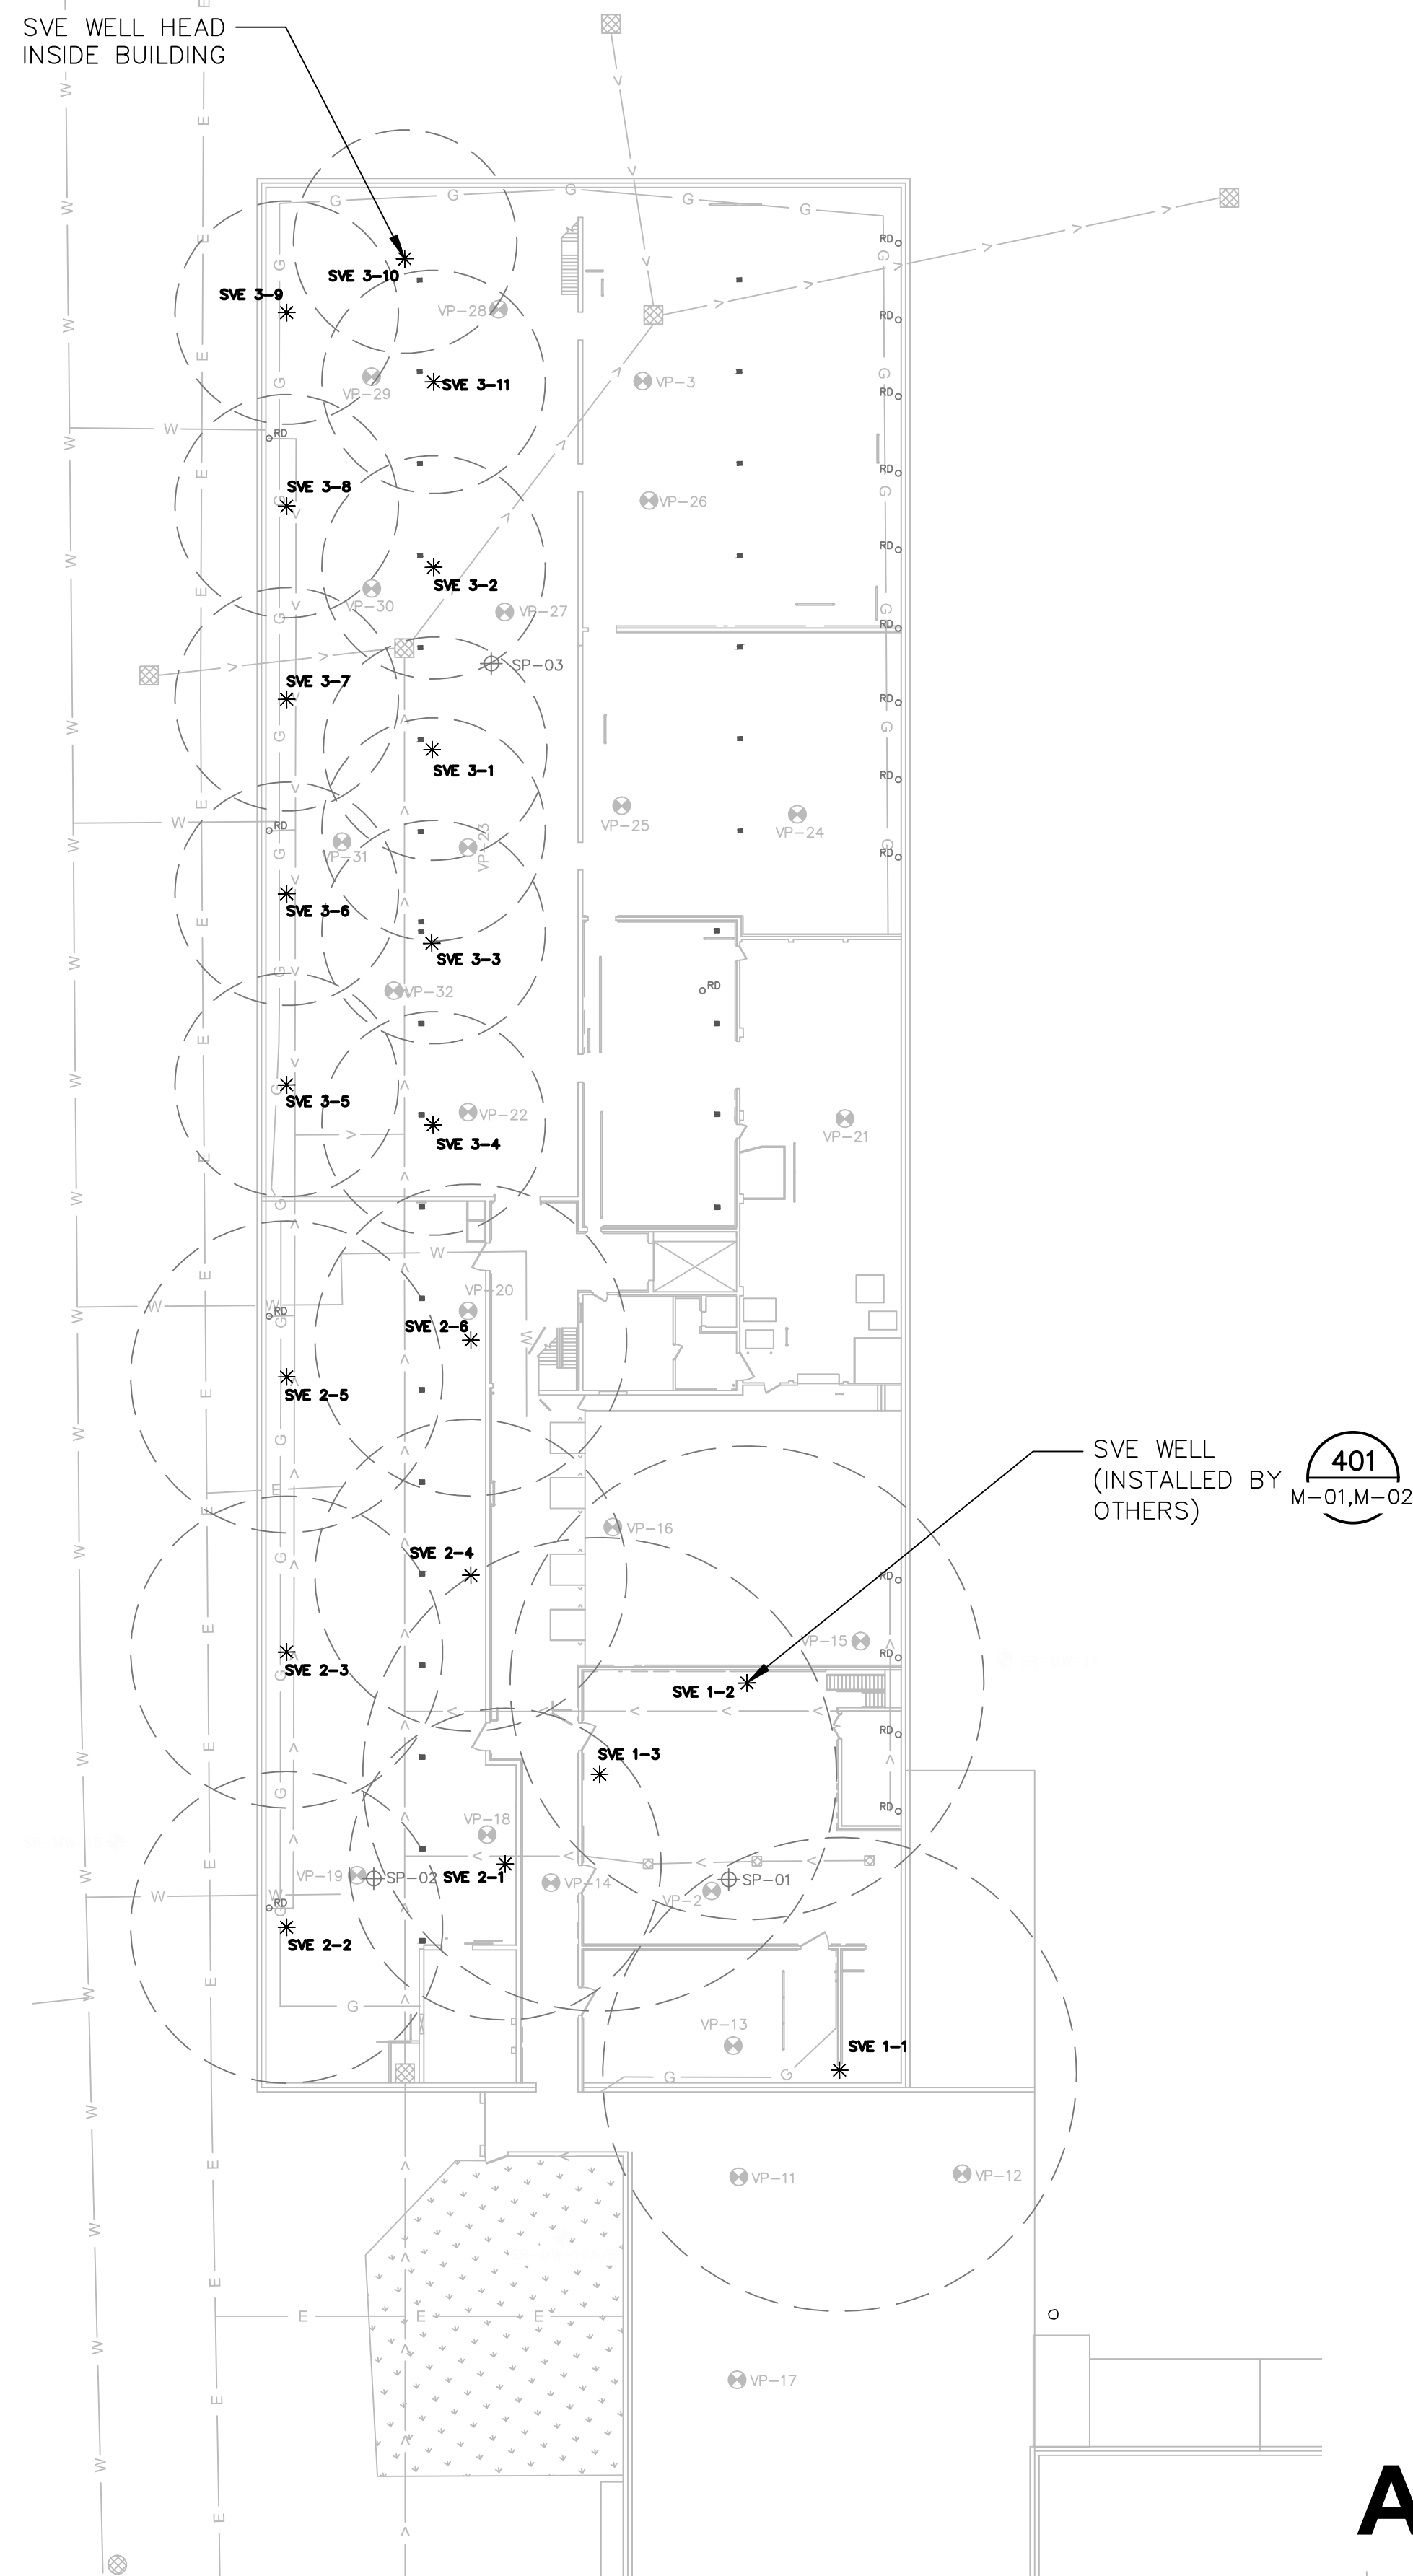 SVE WELL HEAD
INSIDE BUILDING
W
E
G
RD
SVE 3-10
SVE 3-9
VP-28
VP-29
SVE 3-11
VP-3
SVE 3-8
VP-26
SVE 3-2
VP-30
VP-27
SP-03
SVE 3-7
SVE 3-1
VP-25
VP-24
VP-31
VP-23
SVE 3-6
SVE 3-3
VP-32
RD
SVE 3-5
VP-22
SVE 3-4
VP-21
VP-20
SVE 2-6
SVE 2-5
SVE WELL
(INSTALLED BY
OTHERS)
401
M-01,M-02
VP-16
SVE 2-4
VP-15
SVE 2-3
SVE 1-2
SVE 1-3
VP-18
VP-19
SP-02
SVE 2-1
VP-14
VP-2
SP-01
SVE 2-2
VP-13
SVE 1-1
VP-11
VP-12
VP-17
A